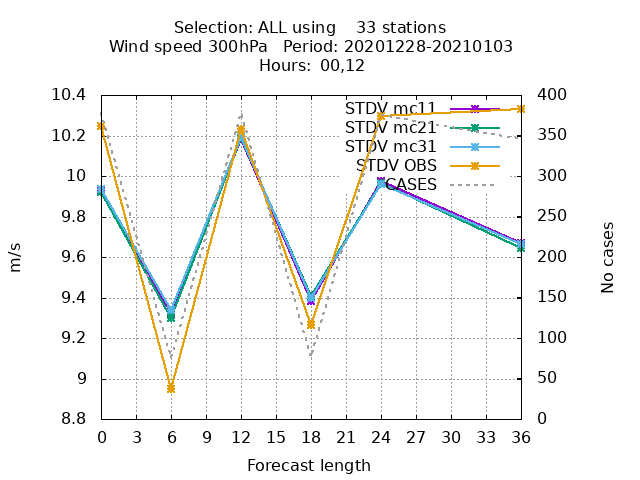 Selection: ALL using    33 stations
Wind speed 300hPa   Period: 20201228-20210103
Hours: 00,12
10.4
10.2
10
9.8
9.6
9.4
9.2
9
8.8
m/s
STDV mc11
STDV mc21
STDV mc31
STDV OBS
CASES
400
350
300
250
200
150
100
50
0
No cases
0 3 6 9 12 15 18 21 24 27 30 33 36
Forecast length